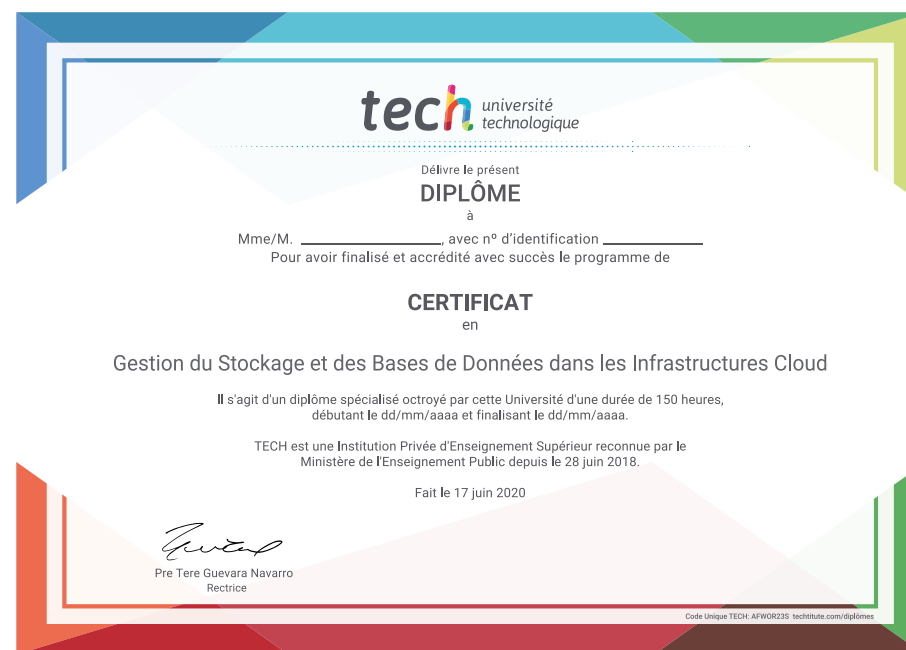 tech université
technologique
Délivre le présent
DIPLÔME
à
Mme/M. ____________________, avec nº d'identification ______________
Pour avoir finalisé et accrédité avec succès le programme de
CERTIFICAT
en
Gestion du Stockage et des Bases de Données dans les Infrastructures Cloud
Il s'agit d'un diplôme spécialisé octroyé par cette Université d'une durée de 150 heures,
débutant le dd/mm/aaaa et finalisant le dd/mm/aaaa.
TECH est une Institution Privée d'Enseignement Supérieur reconnue par le
Ministère de l'Enseignement Public depuis le 28 juin 2018.
Fait le 17 juin 2020
Pre Tere Guevara Navarro
Rectrice
Code Unique TECH: AFWOR23S techtitute.com/diplômes